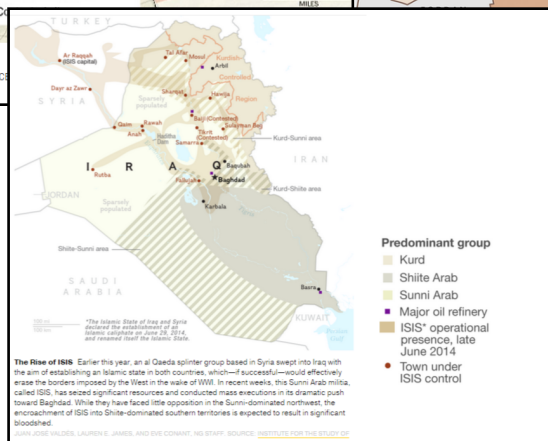 MILES
TURKEY
Ar Raqqah
(ISIS capital)
Tal Afar
Mosul
Kurdish-
Controlled
Region
Arbil
Dayr az Zawr
SYRIA
Sparsely
populated
Sharqat
Hawija
Baiji (Contested)
Tikrit
(Contested)
Sulayman Beg
Qaim
Rawah
Anah
Haditha
Dam
Samarra
Kurd-Sunni area
IRAN
IRAQ
Baqubah
Rutba
Fallujah
Baghdad
Kurd-Shiite area
JORDAN
Sparsely
populated
Karbala
Shiite-Sunni area
SAUDI
ARABIA
Basra
KUWAIT
100 mi
100 km
*The Islamic State of Iraq and Syria
declared the establishment of an
Islamic caliphate on June 29, 2014,
and renamed itself the Islamic State.
Predominant group
Kurd
Shiite Arab
Sunni Arab
Major oil refinery
ISIS* operational
presence, late
June 2014
Town under
ISIS control
The Rise of ISIS Earlier this year, an al Qaeda splinter group based in Syria swept into Iraq with
the aim of establishing an Islamic state in both countries, which—if successful—would effectively
erase the borders imposed by the West in the wake of WWI. In recent weeks, this Sunni Arab militia,
called ISIS, has seized significant resources and conducted mass executions in its dramatic push
toward Baghdad. While they have faced little opposition in the Sunni-dominated northwest, the
encroachment of ISIS into Shiite-dominated southern territories is expected to result in significant
bloodshed.
JUAN JOSÉ VALDÉS, LAUREN E. JAMES, AND EVE CONANT, NG STAFF. SOURCE: INSTITUTE FOR THE STUDY OF